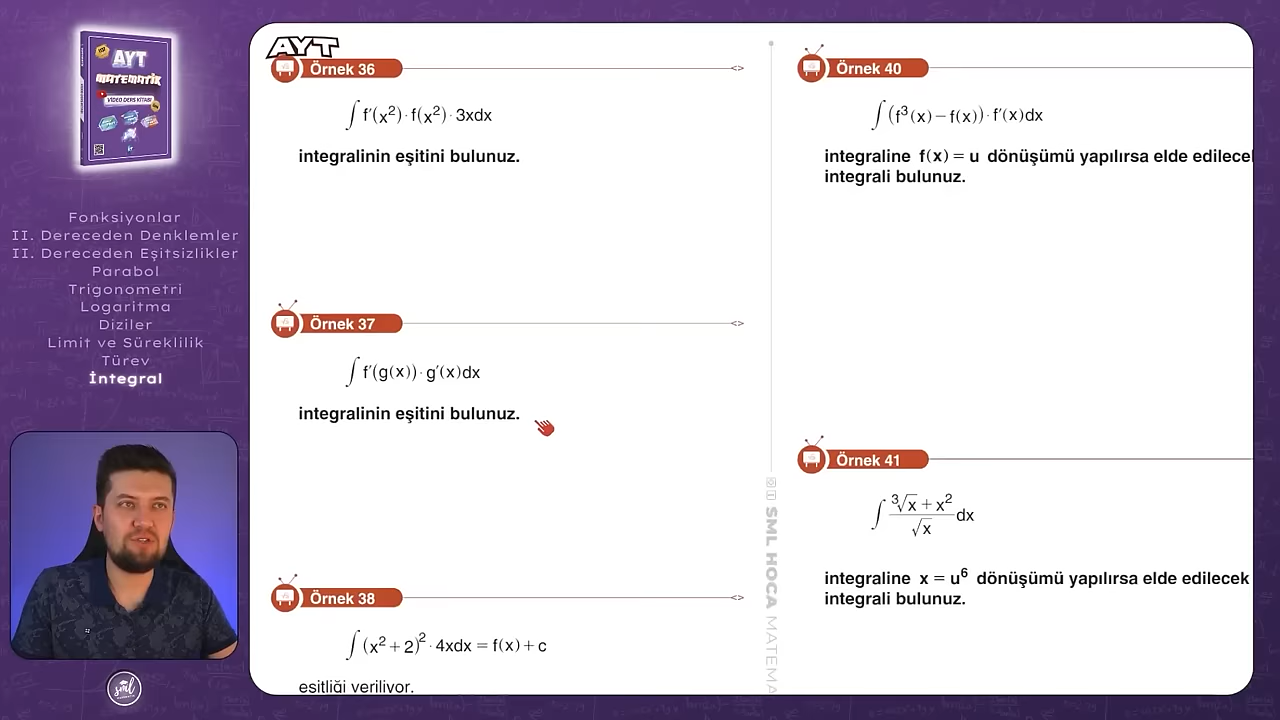 AYT
MATEMATİK
VİDEO DERS KİTABI
Fonksiyonlar
II. Dereceden Denklemler
II. Dereceden Eşitsizlikler
Parabol
Trigonometri
Logaritma
Diziler
Limit ve Süreklilik
Türev
İntegral
sml
AYT
Örnek 36
∫ f′(x²) · f(x²) · 3xdx
integralinin eşitini bulunuz.
Örnek 37
∫ f′(g(x)) · g′(x)dx
integralinin eşitini bulunuz.
Örnek 38
∫ (x² + 2)² · 4xdx = f(x) + c
eşitliği veriliyor.
SML HOCA MATEMA
Örnek 40
∫ (f³(x) − f(x)) · f′(x)dx
integraline f(x) = u dönüşümü yapılırsa elde edilecek
integrali bulunuz.
Örnek 41
∫ (∛x + x²)/√x dx
integraline x = u⁶ dönüşümü yapılırsa elde edilecek
integrali bulunuz.